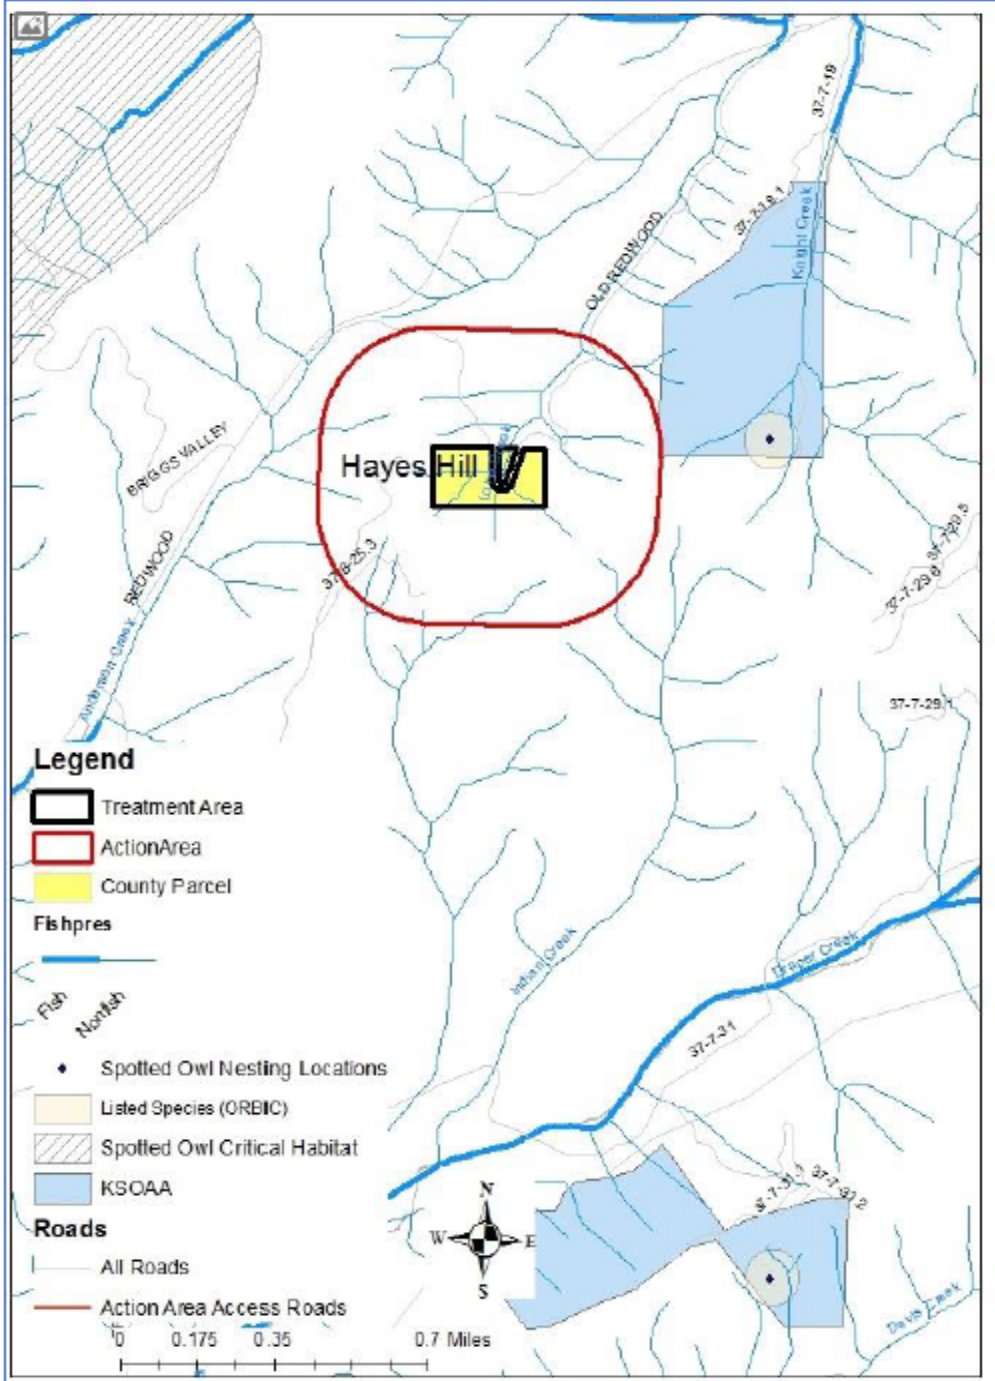 37-7-19
37-7-19.1
Knight Creek
OLD REDWOOD
BRIGGS VALLEY
Hayes Hill
REDWOOD
37-8-25.3
37-7-29.5
37-7-29.6
Anderson Creek
37-7-29.1
Legend
Treatment Area
ActionArea
County Parcel
Fishpres
Fish
Nonfish
Spotted Owl Nesting Locations
Listed Species (ORBIC)
Spotted Owl Critical Habitat
KSOAA
Roads
All Roads
Action Area Access Roads
Indian Creek
Draper Creek
37-7-31
37-7-31.1
37-7-31.2
Davis Creek
N
W E
S
0 0.175 0.35 0.7 Miles